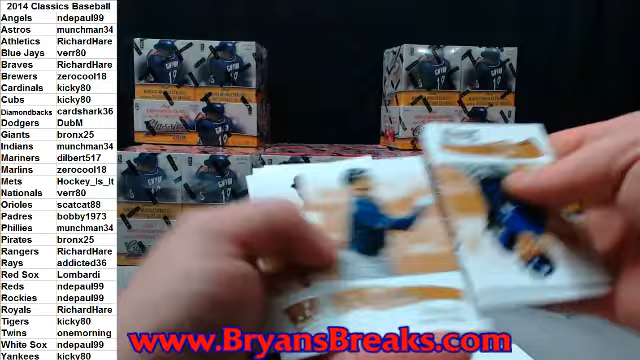 2014 Classics Baseball
Angels ndepaul99
Astros munchman34
Athletics RichardHare
Blue Jays verr80
Braves RichardHare
Brewers zerocool18
Cardinals kicky80
Cubs kicky80
Diamondbacks cardshark36
Dodgers DubM
Giants bronx25
Indians munchman34
Mariners dilbert517
Marlins zerocool18
Mets Hockey_Is_It
Nationals verr80
Orioles scatcat88
Padres bobby1973
Phillies munchman34
Pirates bronx25
Rangers RichardHare
Rays addicted36
Red Sox Lombardi
Reds ndepaul99
Rockies ndepaul99
Royals RichardHare
Tigers kicky80
Twins onemorning
White Sox ndepaul99
Yankees kicky80
GWYNN
19
Classics
www.BryansBreaks.com